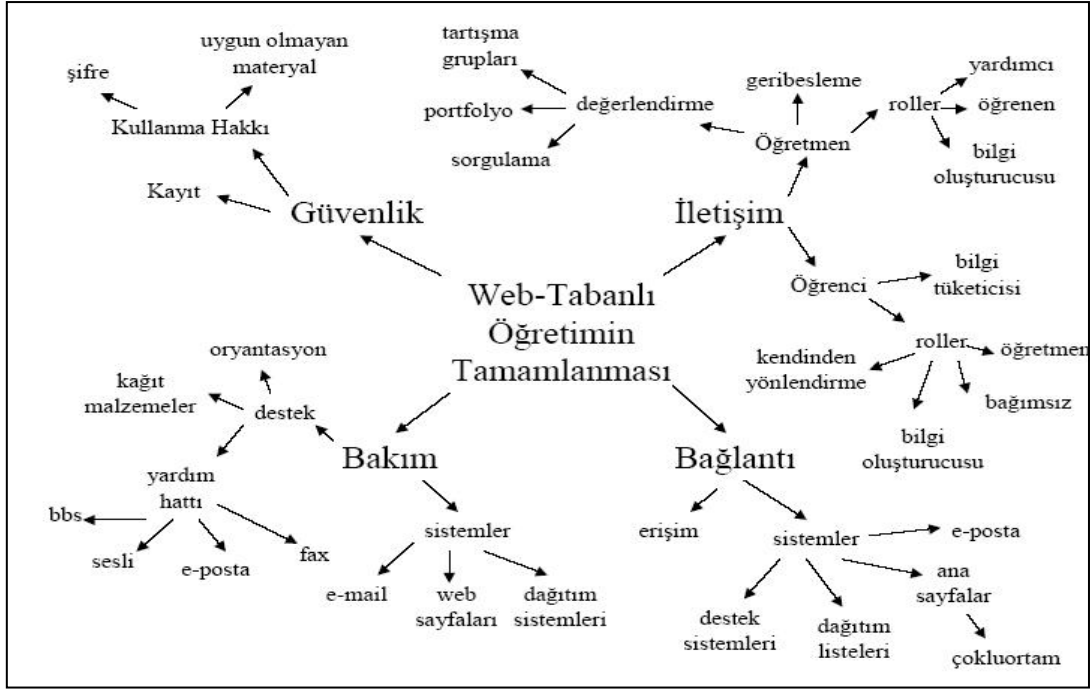 uygun olmayan
materyal
şifre
Kullanma Hakkı
Kayıt
Güvenlik
tartışma
grupları
portfolyo
değerlendirme
sorgulama
geribesleme
Öğretmen
roller
yardımcı
öğrenen
bilgi
oluşturucusu
İletişim
Öğrenci
bilgi
tüketicisi
roller
öğretmen
kendinden
yönlendirme
bağımsız
bilgi
oluşturucusu
Web-Tabanlı
Öğretimin
Tamamlanması
oryantasyon
kağıt
malzemeler
destek
Bakım
yardım
hattı
bbs
sesli
e-posta
fax
sistemler
e-mail
web
sayfaları
dağıtım
sistemleri
Bağlantı
erişim
sistemler
e-posta
ana
sayfalar
destek
sistemleri
dağıtım
listeleri
çokluortam